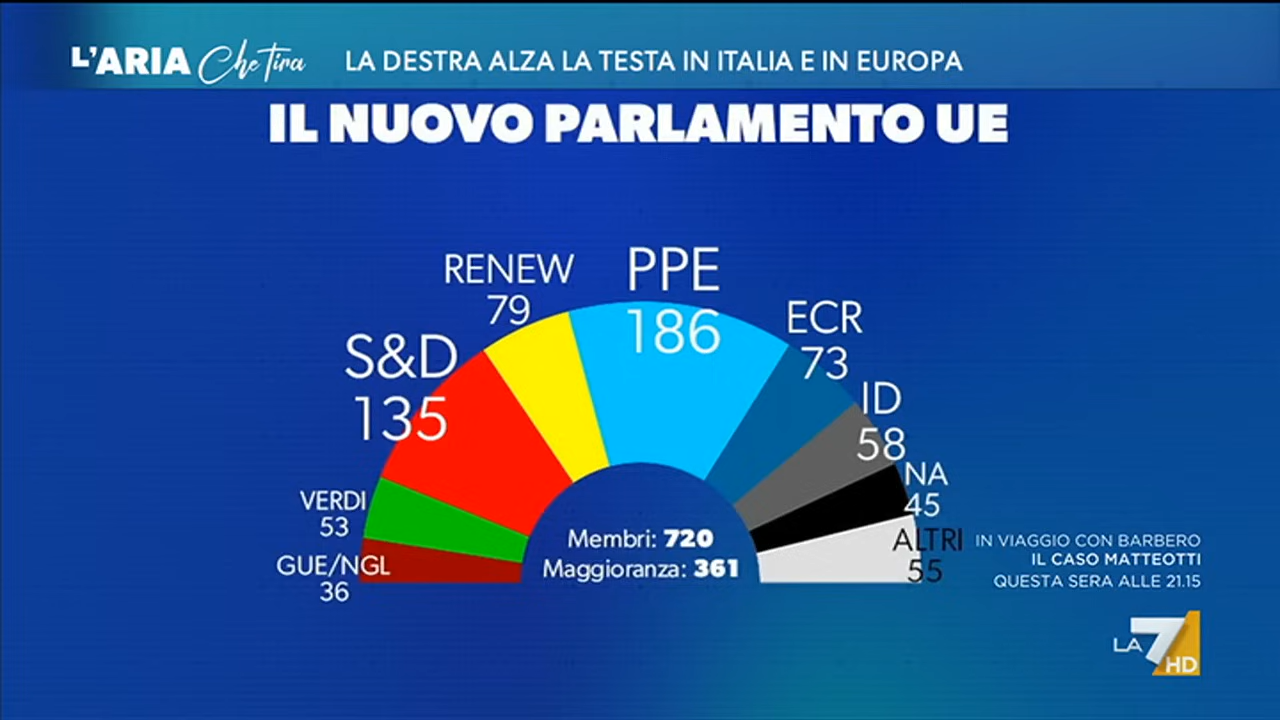 L'ARIA Che Tira
LA DESTRA ALZA LA TESTA IN ITALIA E IN EUROPA
IL NUOVO PARLAMENTO UE
RENEW
79
PPE
186
ECR
73
S&D
135
ID
58
NA
45
VERDI
53
GUE/NGL
36
ALTRI
55
Membri: 720
Maggioranza: 361
IN VIAGGIO CON BARBERO
IL CASO MATTEOTTI
QUESTA SERA ALLE 21.15
LA7
HD